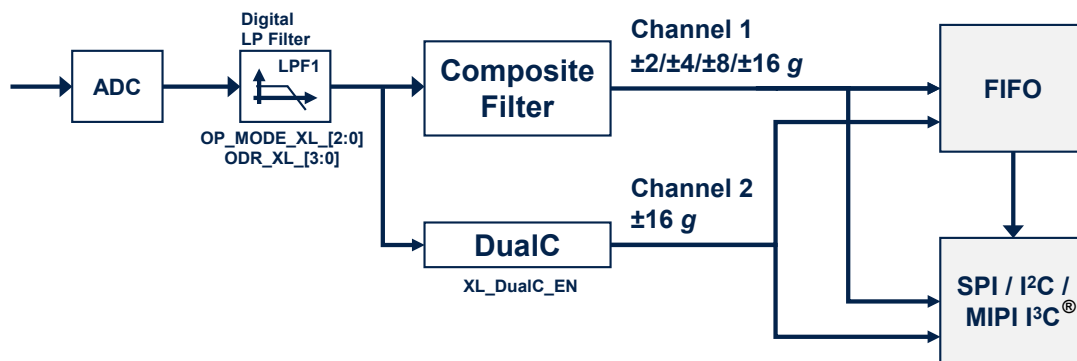 Digital
LP Filter
ADC
LPF1
OP_MODE_XL_[2:0]
ODR_XL_[3:0]
Composite
Filter
Channel 1
±2/±4/±8/±16 g
FIFO
Channel 2
±16 g
DualC
XL_DualC_EN
SPI / I²C /
MIPI I³C®